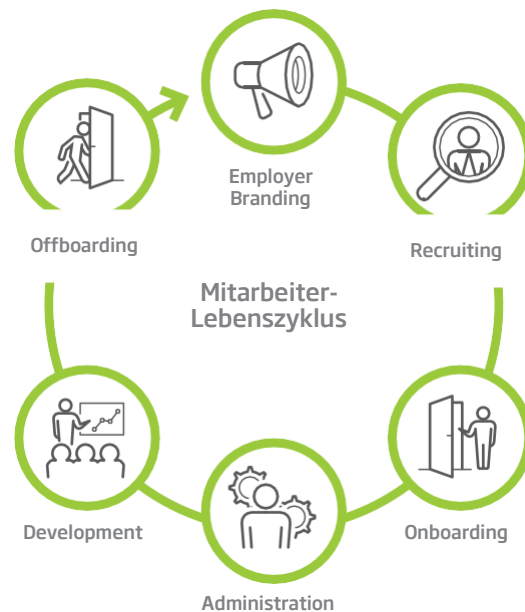 Employer
Branding
Offboarding
Recruiting
Mitarbeiter-
Lebenszyklus
Development
Onboarding
Administration